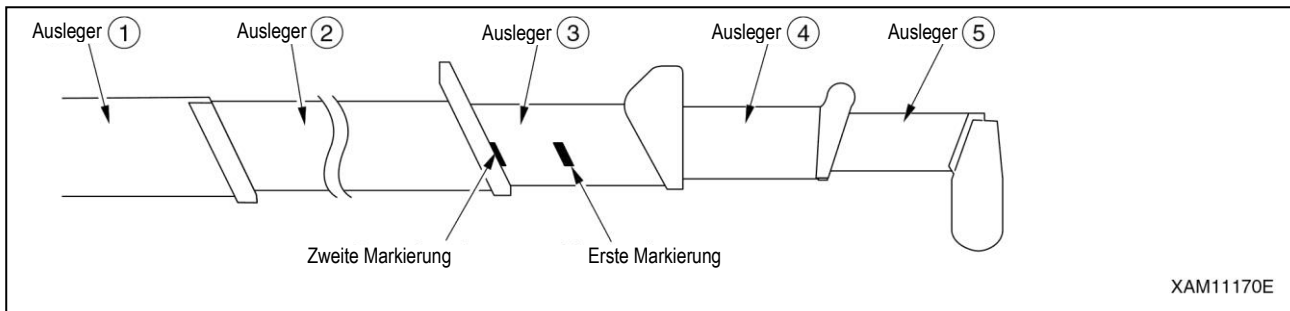 Ausleger ①
Ausleger ②
Ausleger ③
Ausleger ④
Ausleger ⑤
Zweite Markierung
Erste Markierung
XAM11170E